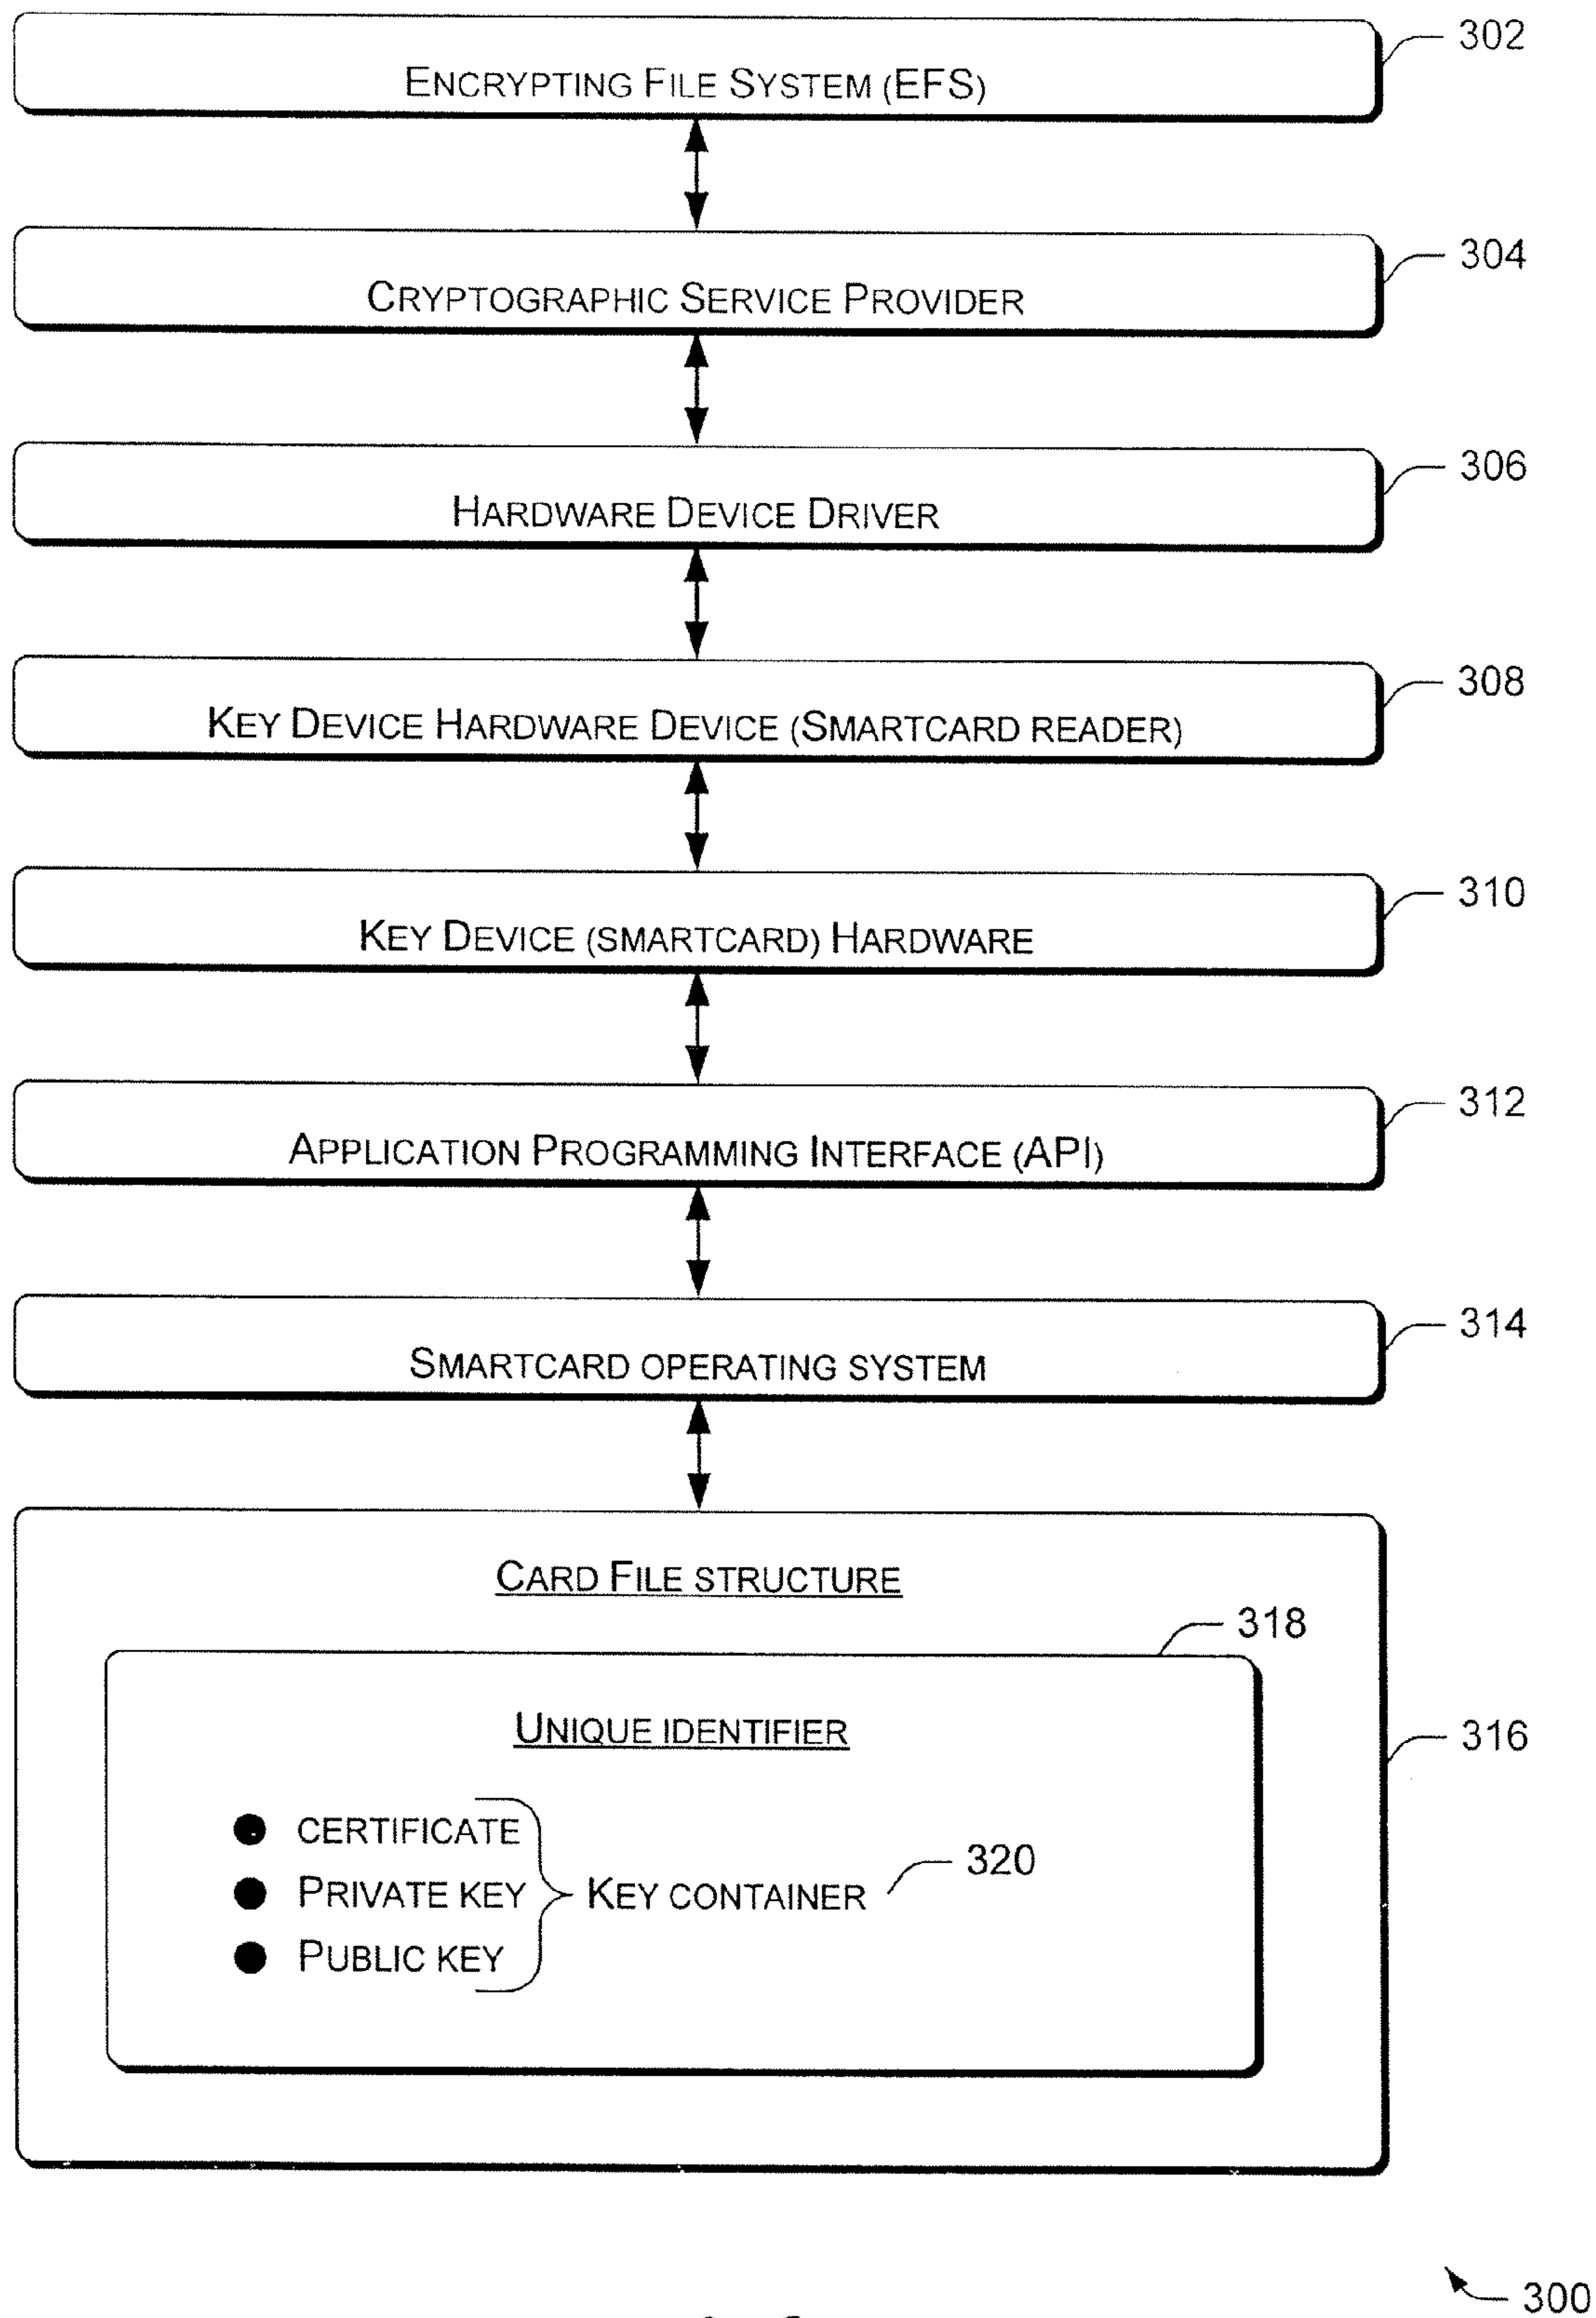 302
ENCRYPTING FILE SYSTEM (EFS)
304
CRYPTOGRAPHIC SERVICE PROVIDER
306
HARDWARE DEVICE DRIVER
308
KEY DEVICE HARDWARE DEVICE (SMARTCARD READER)
310
KEY DEVICE (SMARTCARD) HARDWARE
312
APPLICATION PROGRAMMING INTERFACE (API)
314
SMARTCARD OPERATING SYSTEM
CARD FILE STRUCTURE
318
UNIQUE IDENTIFIER
316
CERTIFICATE
PRIVATE KEY
KEY CONTAINER
320
PUBLIC KEY
300